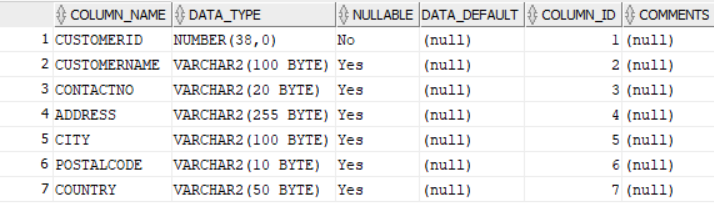 COLUMN_NAME DATA_TYPE NULLABLE DATA_DEFAULT COLUMN_ID COMMENTS
1 CUSTOMERID NUMBER(38,0) No (null) 1 (null)
2 CUSTOMERNAME VARCHAR2(100 BYTE) Yes (null) 2 (null)
3 CONTACTNO VARCHAR2(20 BYTE) Yes (null) 3 (null)
4 ADDRESS VARCHAR2(255 BYTE) Yes (null) 4 (null)
5 CITY VARCHAR2(100 BYTE) Yes (null) 5 (null)
6 POSTALCODE VARCHAR2(10 BYTE) Yes (null) 6 (null)
7 COUNTRY VARCHAR2(50 BYTE) Yes (null) 7 (null)